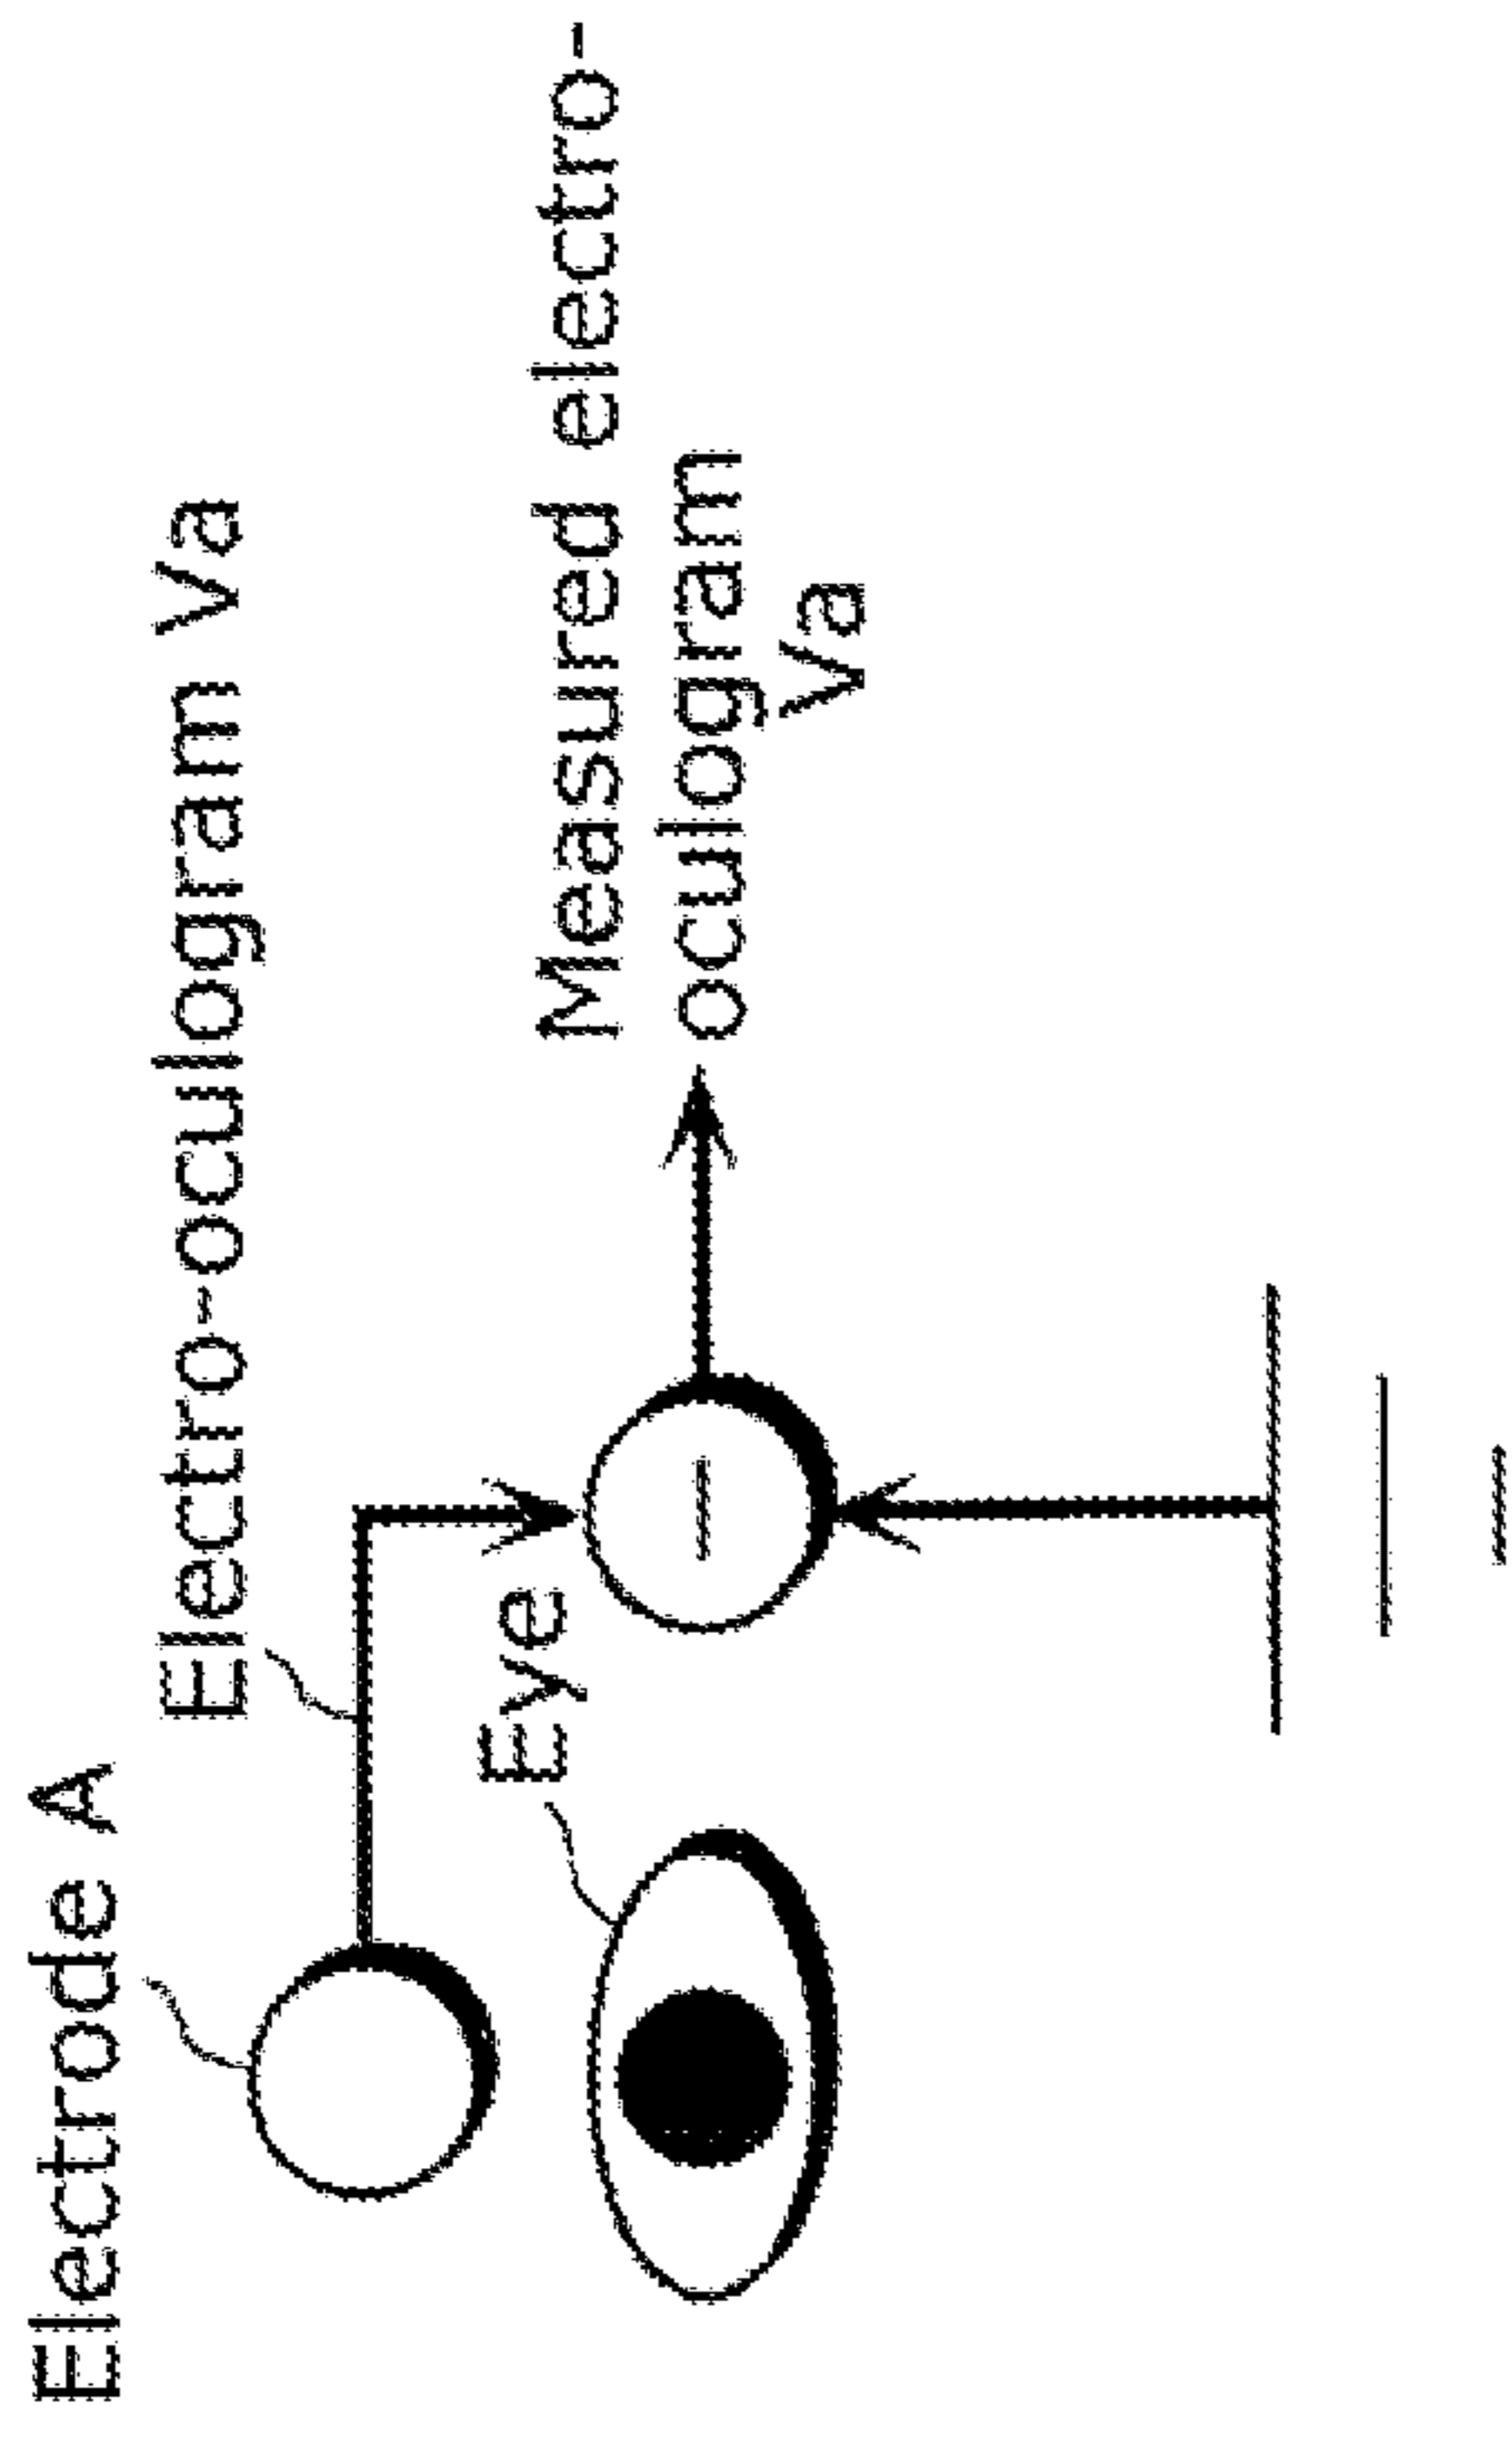 Electrode A
Electro-oculogram Va
Eye
Measured electro-
oculogram
Va